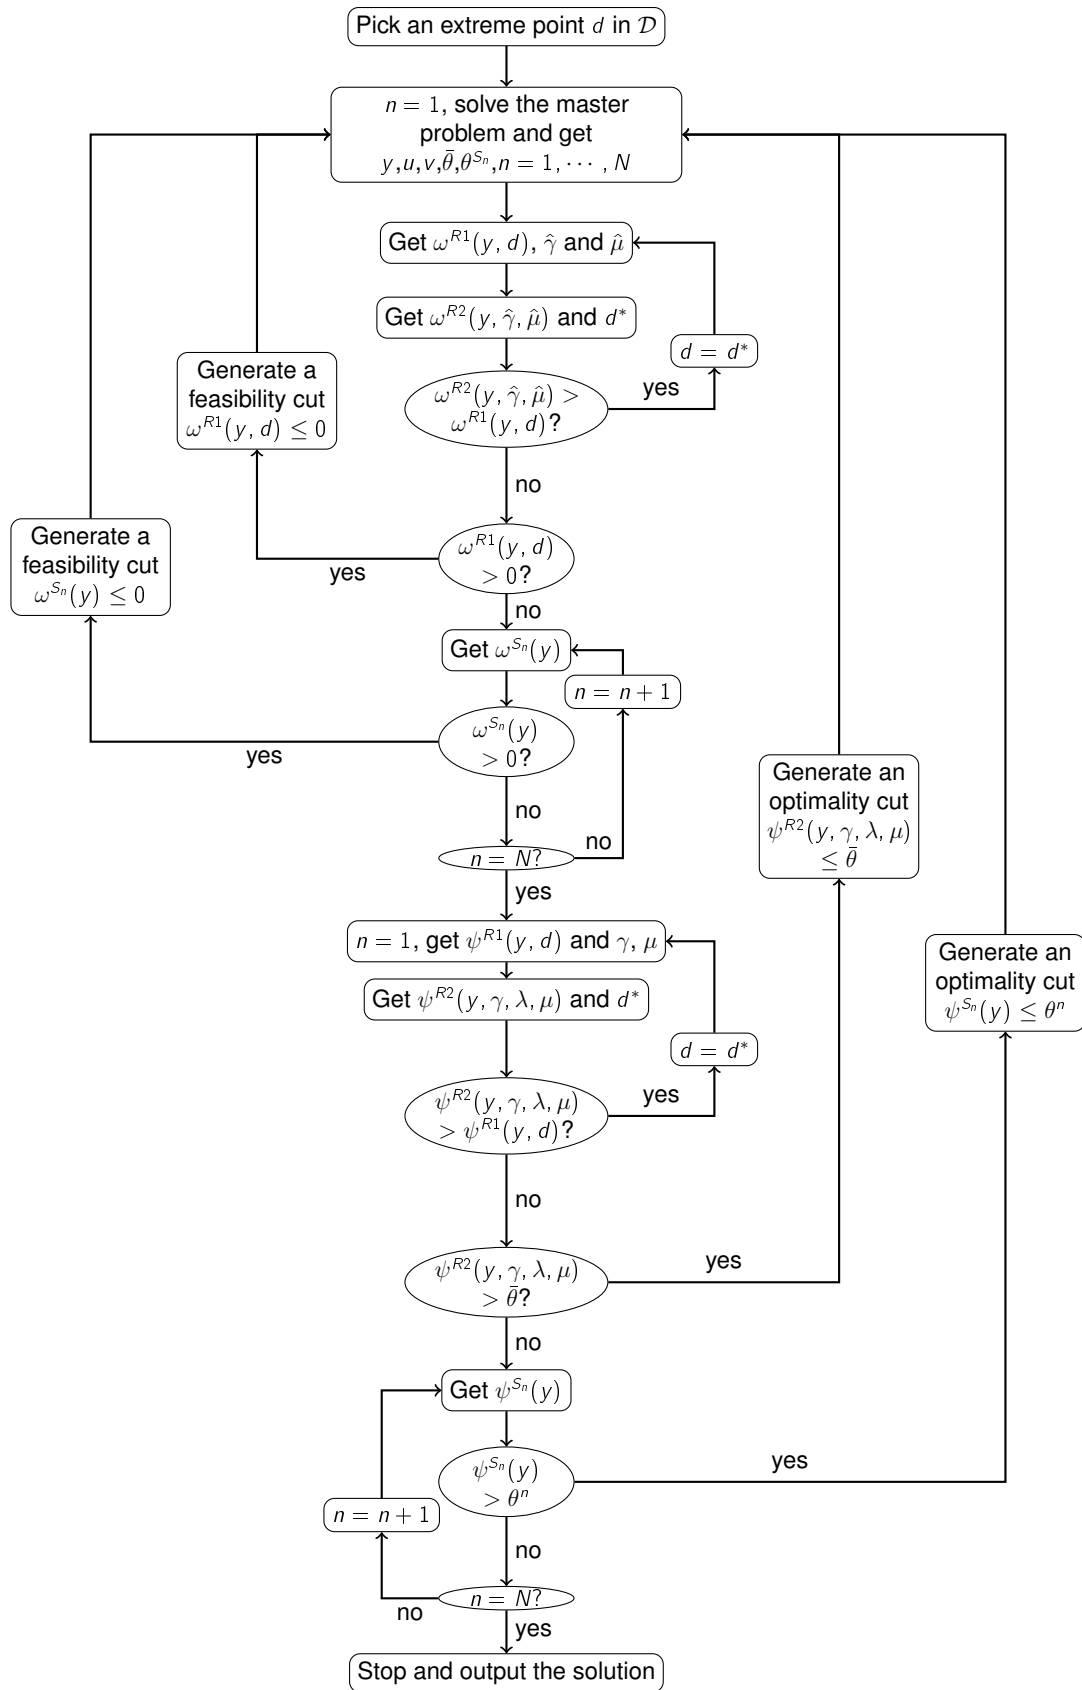 Pick an extreme point d in 𝒟
n = 1, solve the master
problem and get
y,u,v,θ̄,θ^{S_n},n = 1, ⋯ , N
Get ω^{R1}(y, d), γ̂ and μ̂
Get ω^{R2}(y, γ̂, μ̂) and d*
d = d*
yes
ω^{R2}(y, γ̂, μ̂) >
ω^{R1}(y, d)?
Generate a
feasibility cut
ω^{R1}(y, d) ≤ 0
no
Generate a
feasibility cut
ω^{S_n}(y) ≤ 0
ω^{R1}(y, d)
> 0?
yes
no
Get ω^{S_n}(y)
n = n + 1
ω^{S_n}(y)
> 0?
yes
no
no
n = N?
yes
Generate an
optimality cut
ψ^{R2}(y, γ, λ, μ)
≤ θ̄
n = 1, get ψ^{R1}(y, d) and γ, μ
Get ψ^{R2}(y, γ, λ, μ) and d*
Generate an
optimality cut
ψ^{S_n}(y) ≤ θ^n
d = d*
yes
ψ^{R2}(y, γ, λ, μ)
> ψ^{R1}(y, d)?
no
ψ^{R2}(y, γ, λ, μ)
> θ̄?
yes
no
Get ψ^{S_n}(y)
ψ^{S_n}(y)
> θ^n
yes
n = n + 1
no
n = N?
no
yes
Stop and output the solution